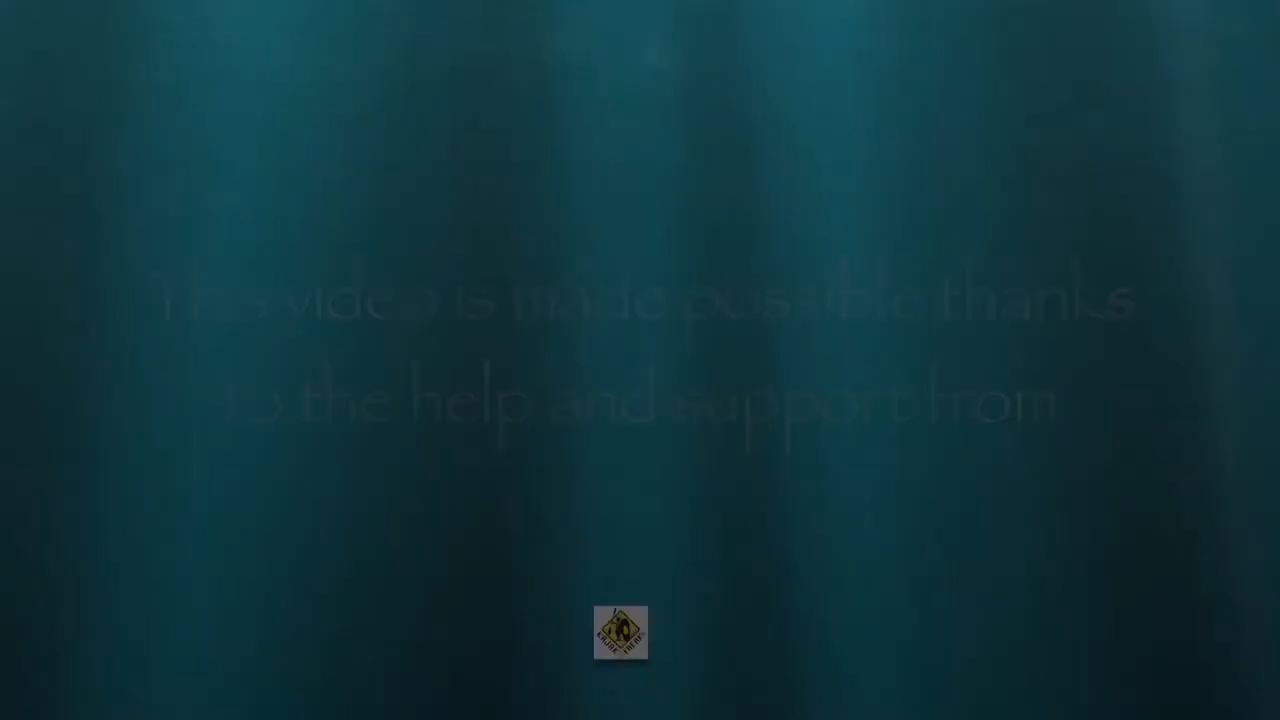 This video is made possible thanks
to the help and support from